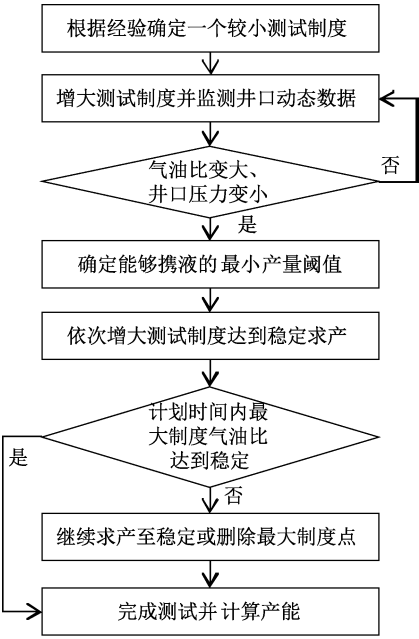 根据经验确定一个较小测试制度
增大测试制度并监测井口动态数据
气油比变大、
井口压力变小
否
是
确定能够携液的最小产量阈值
依次增大测试制度达到稳定求产
计划时间内最
大制度气油比
达到稳定
是
否
继续求产至稳定或删除最大制度点
完成测试并计算产能